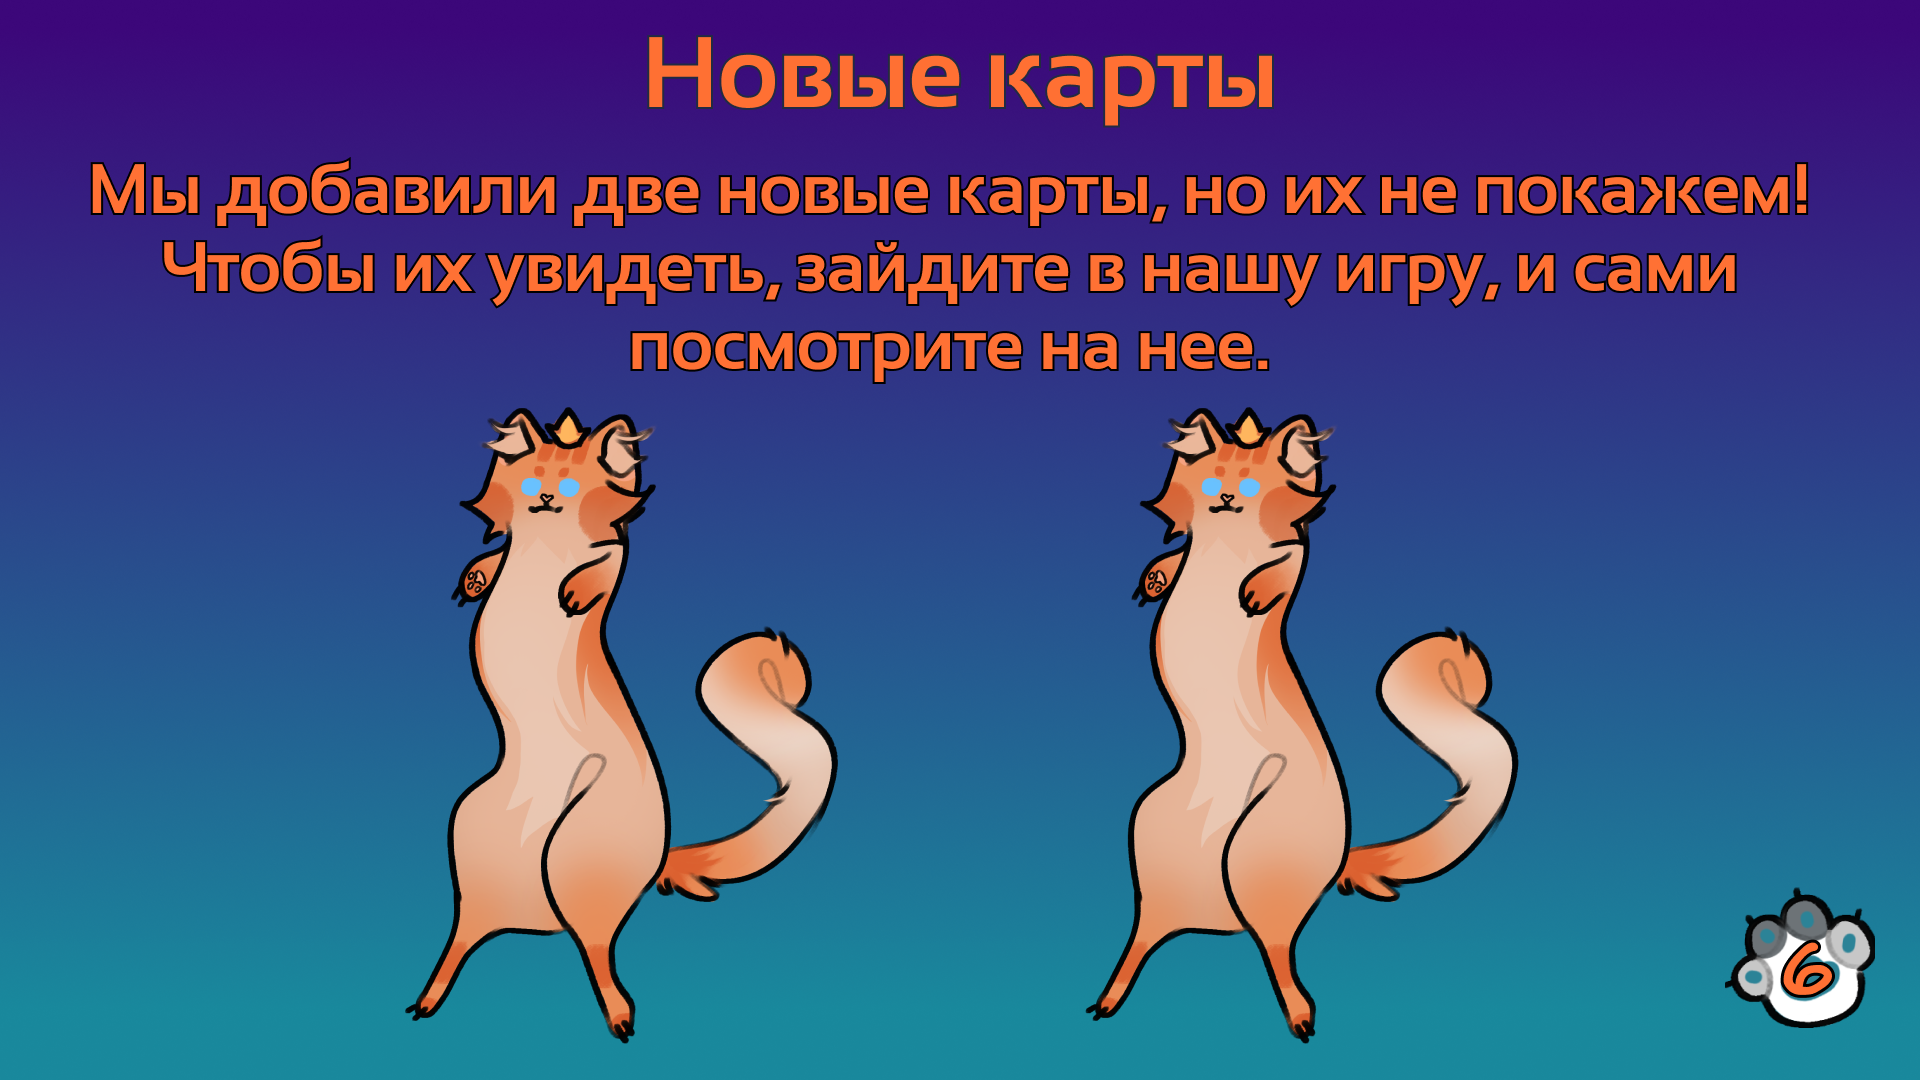 Новые карты
Мы добавили две новые карты, но их не покажем!
Чтобы их увидеть, зайдите в нашу игру, и сами
посмотрите на нее.
6